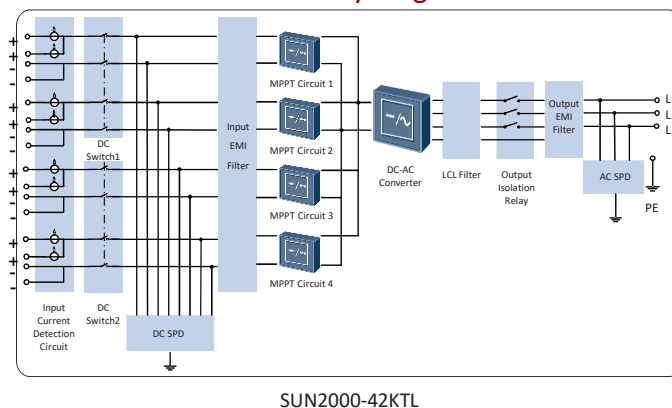 +
+
-
-
MPPT Circuit 1
+
+
-
-
DC
Switch1
Input
EMI
Filter
MPPT Circuit 2
DC-AC
Converter
LCL Filter
Output
Isolation
Relay
Output
EMI
Filter
L
L
L
AC SPD
PE
+
+
-
-
MPPT Circuit 3
+
+
-
-
MPPT Circuit 4
Input
Current
Detection
Circuit
DC
Switch2
DC SPD
SUN2000-42KTL